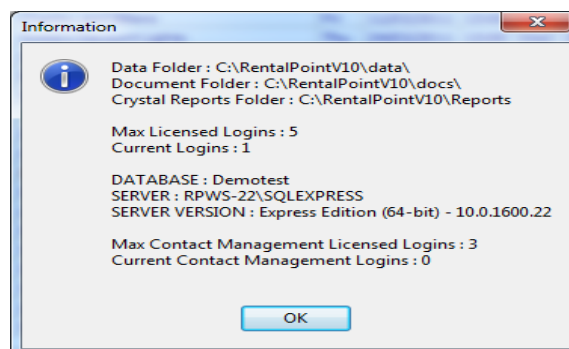 Information
Data Folder : C:\RentalPointV10\data\
Document Folder : C:\RentalPointV10\docs\
Crystal Reports Folder : C:\RentalPointV10\Reports
Max Licensed Logins : 5
Current Logins : 1
DATABASE : Demotest
SERVER : RPWS-22\SQLEXPRESS
SERVER VERSION : Express Edition (64-bit) - 10.0.1600.22
Max Contact Management Licensed Logins : 3
Current Contact Management Logins : 0
OK